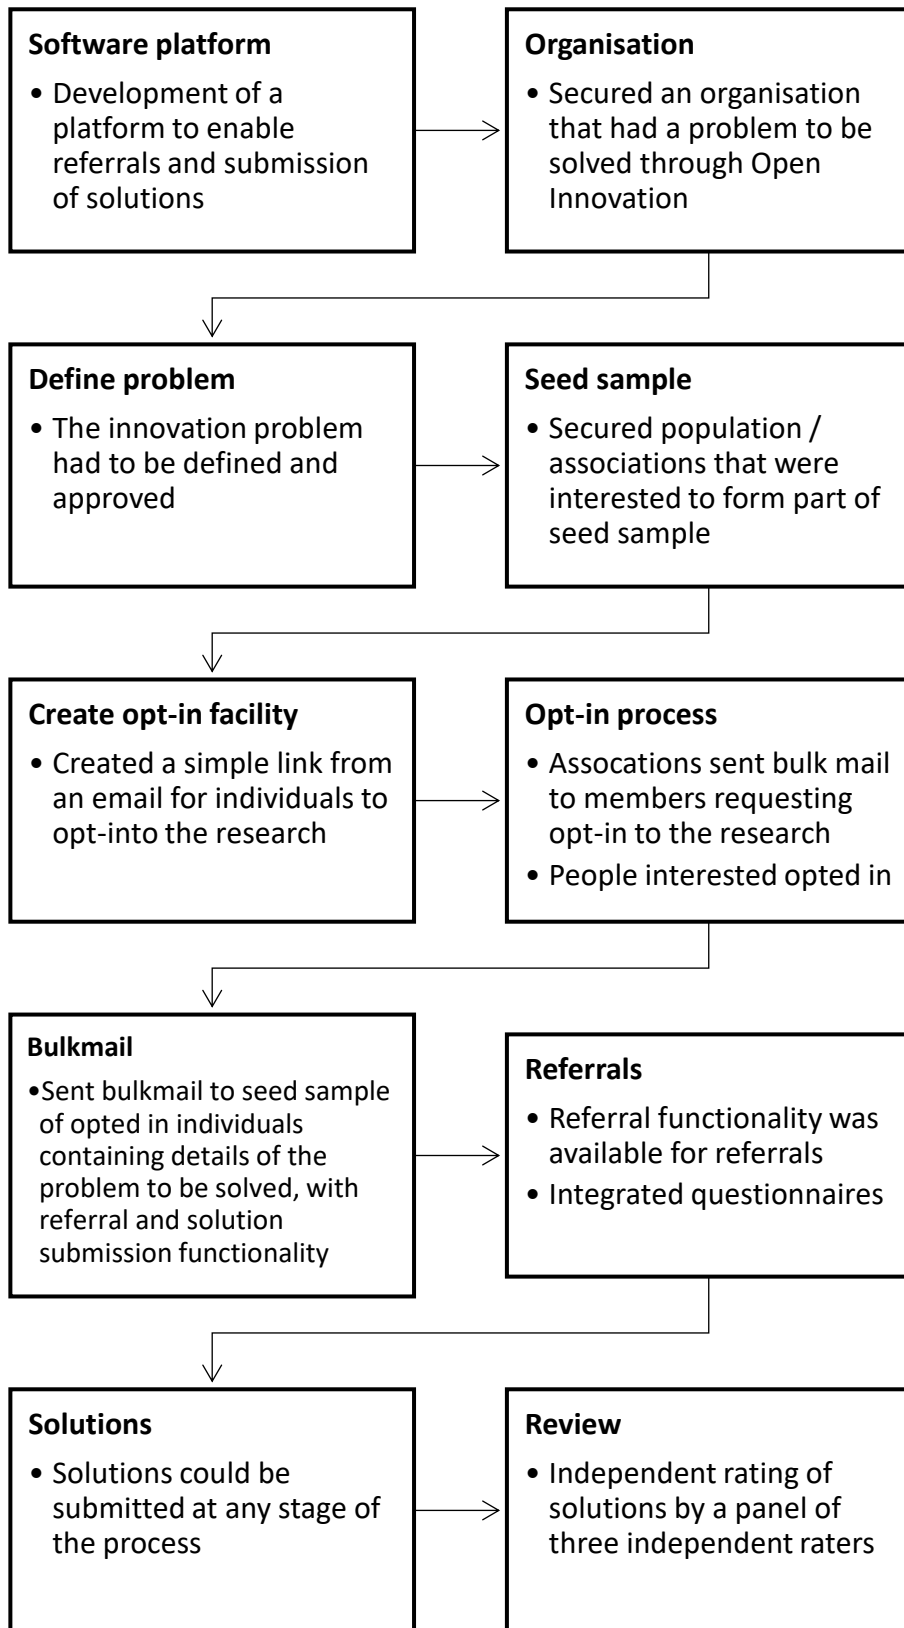 Software platform
• Development of a
platform to enable
referrals and submission
of solutions
Organisation
• Secured an organisation
that had a problem to be
solved through Open
Innovation
Define problem
• The innovation problem
had to be defined and
approved
Seed sample
• Secured population /
associations that were
interested to form part of
seed sample
Create opt-in facility
• Created a simple link from
an email for individuals to
opt-into the research
Opt-in process
• Assocations sent bulk mail
to members requesting
opt-in to the research
• People interested opted in
Bulkmail
•Sent bulkmail to seed sample
of opted in individuals
containing details of the
problem to be solved, with
referral and solution
submission functionality
Referrals
• Referral functionality was
available for referrals
• Integrated questionnaires
Solutions
• Solutions could be
submitted at any stage of
the process
Review
• Independent rating of
solutions by a panel of
three independent raters